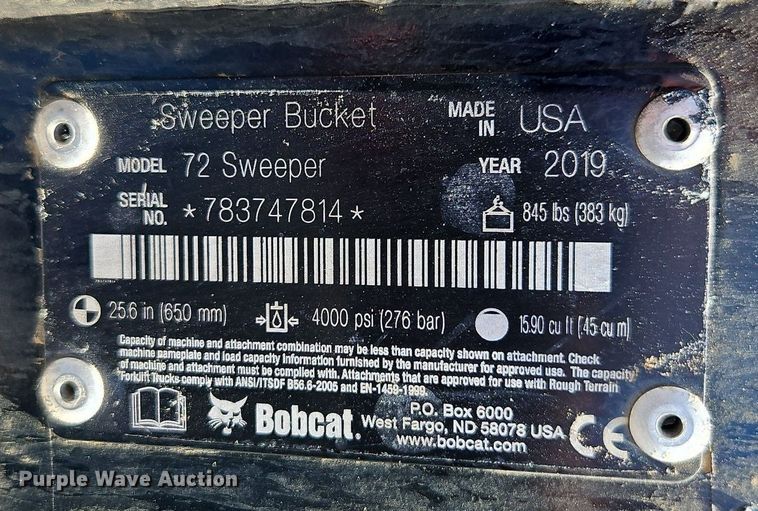 Sweeper Bucket MADE IN USA
MODEL 72 Sweeper YEAR 2019
SERIAL NO. *783747814* 845 lbs (383 kg)
25.6 in (650 mm) 4000 psi (276 bar) 15.90 cu ft [.45 cu m]
Capacity of machine and attachment combination may be less than capacity shown on attachment. Check
machine nameplate and load capacity information furnished by the manufacturer for approved use. The capacity
of machine and attachment must be complied with. Attachments that are approved for use with Rough Terrain
Forklift Trucks comply with ANSI/ITSDF B56.6-2005 and EN-1459-1999.
Bobcat.
P.O. Box 6000
West Fargo, ND 58078 USA
www.bobcat.com
CE
Purple Wave Auction